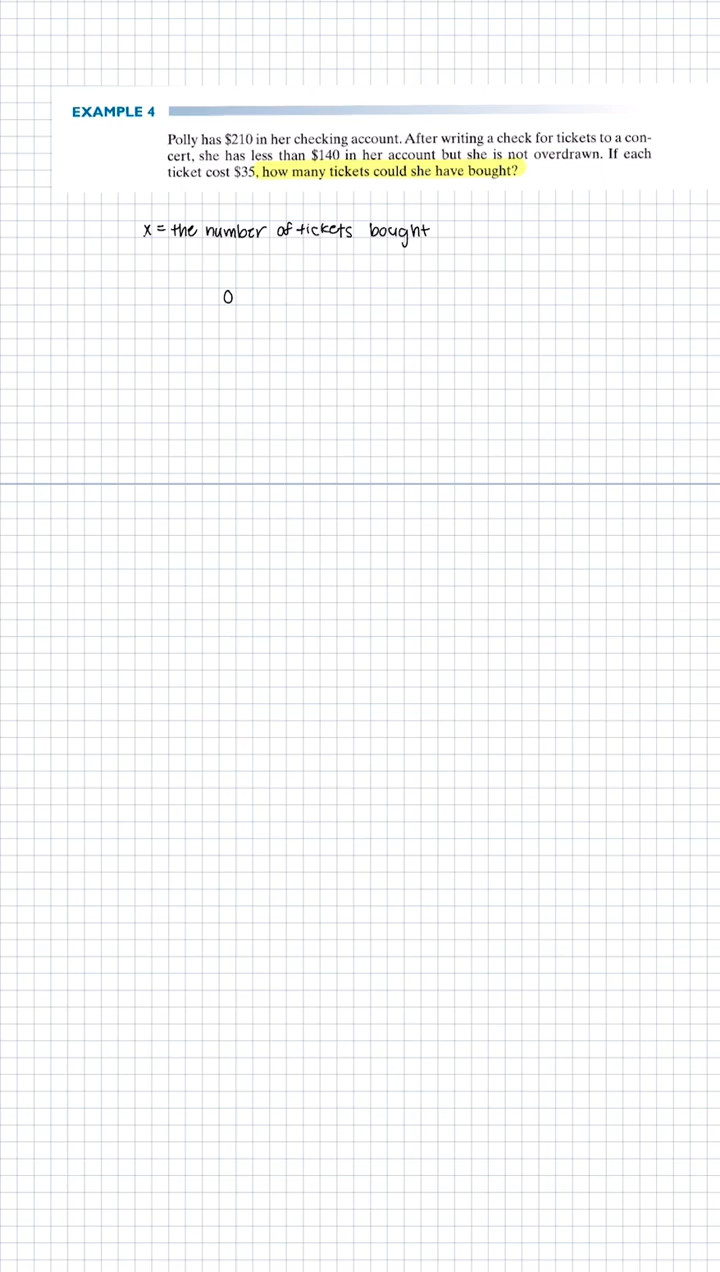 EXAMPLE 4
Polly has $210 in her checking account. After writing a check for tickets to a con-
cert, she has less than $140 in her account but she is not overdrawn. If each
ticket cost $35, how many tickets could she have bought?
x = the number of tickets bought
0